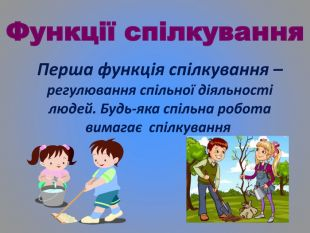 Функції спілкування
Перша функція спілкування –
регулювання спільної діяльності
людей. Будь-яка спільна робота
вимагає спілкування